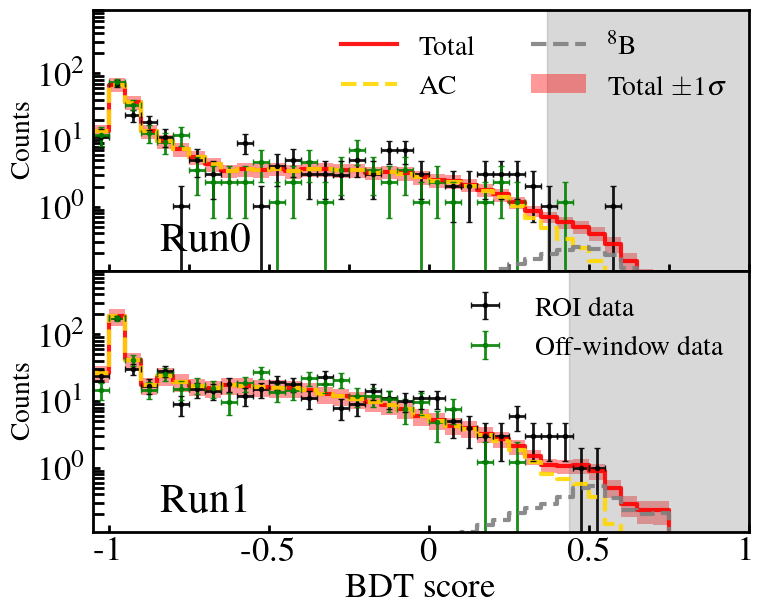 Counts
10²
10¹
10⁰
Total
AC
⁸B
Total ±1σ
Run0
Counts
10²
10¹
10⁰
ROI data
Off-window data
Run1
-1 -0.5 0 0.5 1
BDT score